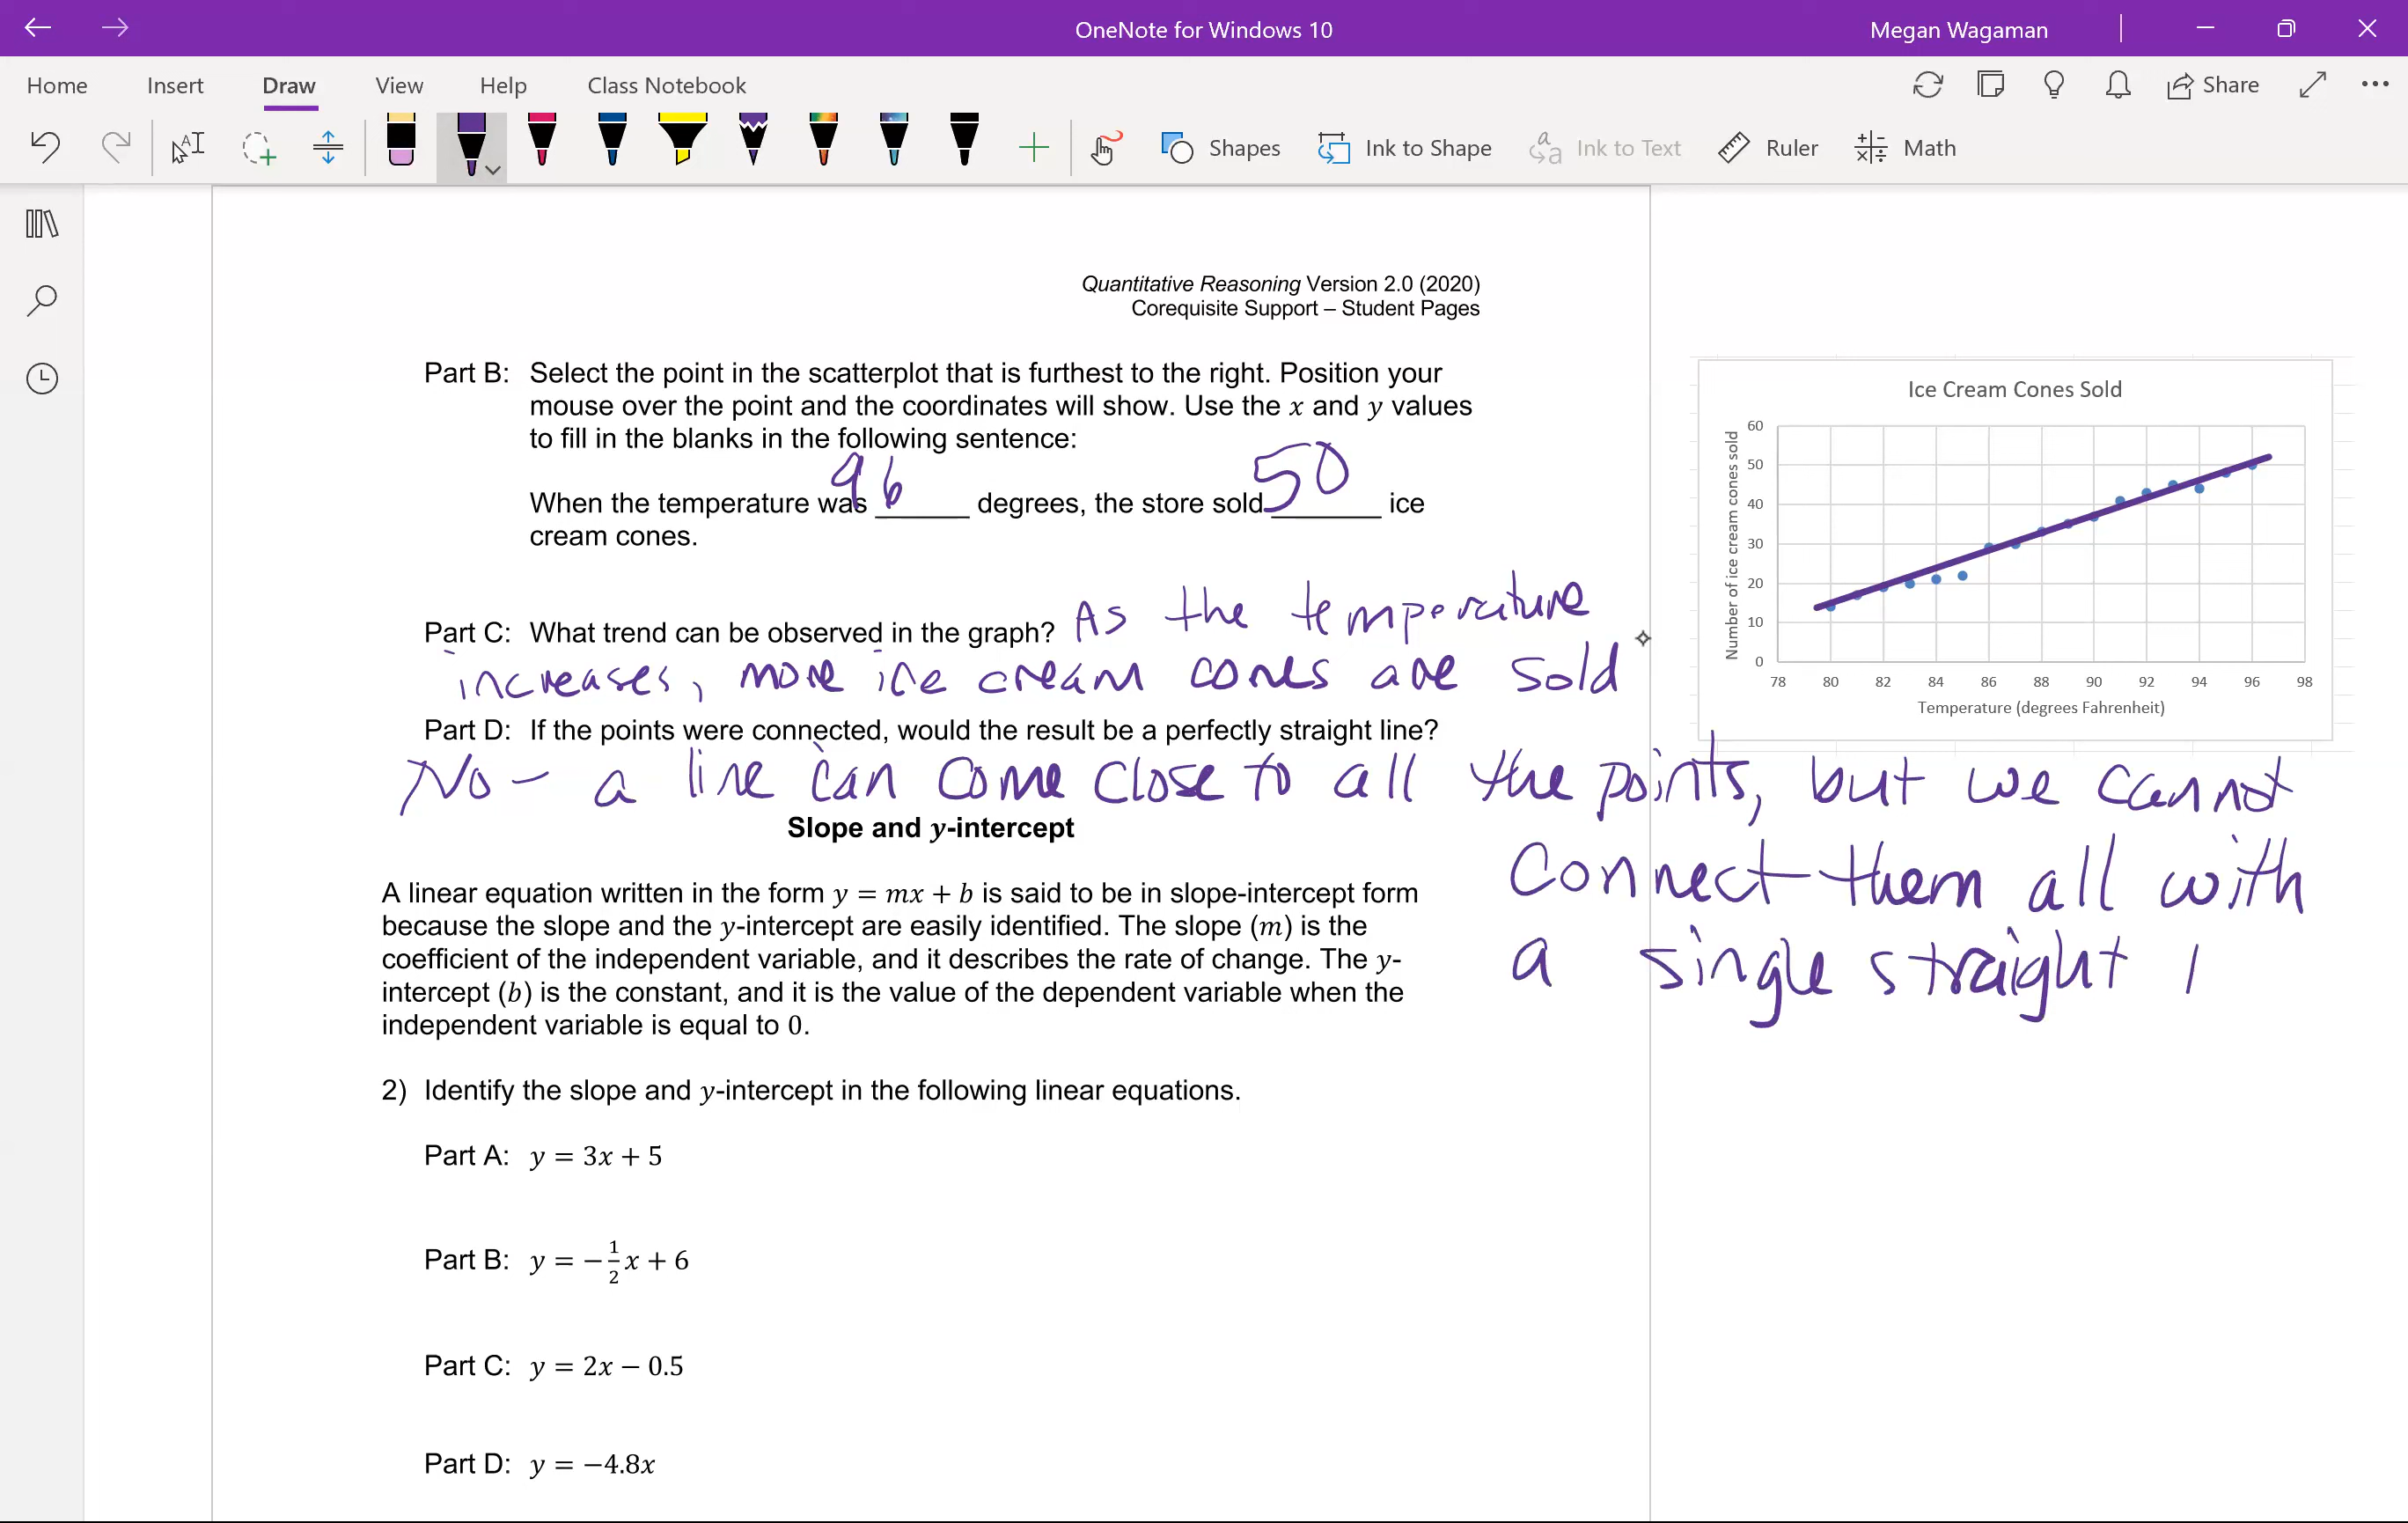 OneNote for Windows 10
Megan Wagaman
Home Insert Draw View Help Class Notebook
Share
Shapes Ink to Shape Ink to Text Ruler Math
Quantitative Reasoning Version 2.0 (2020)
Corequisite Support – Student Pages
Part B: Select the point in the scatterplot that is furthest to the right. Position your
mouse over the point and the coordinates will show. Use the x and y values
to fill in the blanks in the following sentence:
When the temperature was 96 degrees, the store sold 50 ice
cream cones.
Part C: What trend can be observed in the graph? As the temperature
increases, more ice cream cones are sold
Part D: If the points were connected, would the result be a perfectly straight line?
No – a line can come close to all the points, but we cannot
connect them all with
a single straight l
Slope and y-intercept
A linear equation written in the form y = mx + b is said to be in slope-intercept form
because the slope and the y-intercept are easily identified. The slope (m) is the
coefficient of the independent variable, and it describes the rate of change. The y-
intercept (b) is the constant, and it is the value of the dependent variable when the
independent variable is equal to 0.
2) Identify the slope and y-intercept in the following linear equations.
Part A: y = 3x + 5
Part B: y = −1/2x + 6
Part C: y = 2x − 0.5
Part D: y = −4.8x
Ice Cream Cones Sold
Number of ice cream cones sold
60
50
40
30
20
10
0
78 80 82 84 86 88 90 92 94 96 98
Temperature (degrees Fahrenheit)